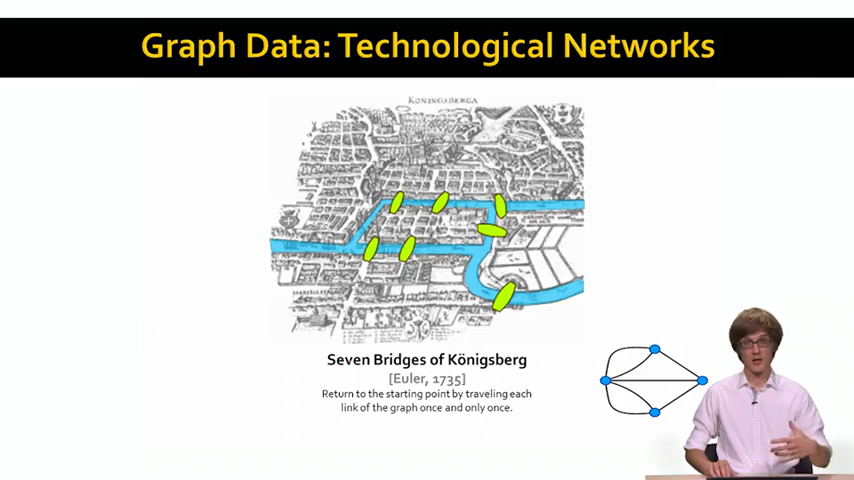 Graph Data: Technological Networks
KONINGSBERGA
Seven Bridges of Königsberg
[Euler, 1735]
Return to the starting point by traveling each
link of the graph once and only once.